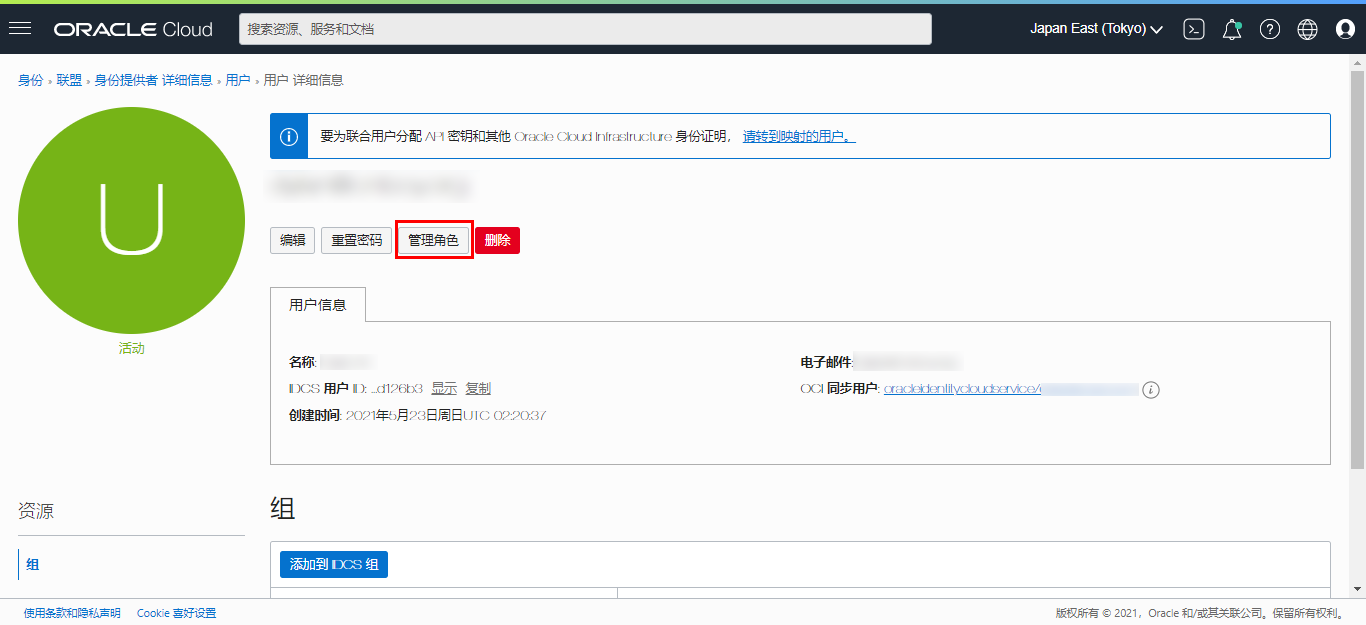 ORACLE Cloud
搜索资源、服务和文档
Japan East (Tokyo)
身份 » 联盟 » 身份提供者 详细信息 » 用户 » 用户 详细信息
U
活动
要为联合用户分配 API 密钥和其他 Oracle Cloud Infrastructure 身份证明，请转到映射的用户。
编辑 重置密码 管理角色 删除
用户信息
名称:
IDCS 用户 ID: ...d126b3 显示 复制
创建时间: 2021年5月23日周日UTC 02:20:37
电子邮件:
OCI 同步用户: oracleidentitycloudservice/
资源
组
组
添加到 IDCS 组
使用条款和隐私声明 Cookie 喜好设置
版权所有 © 2021，Oracle 和/或其关联公司。保留所有权利。